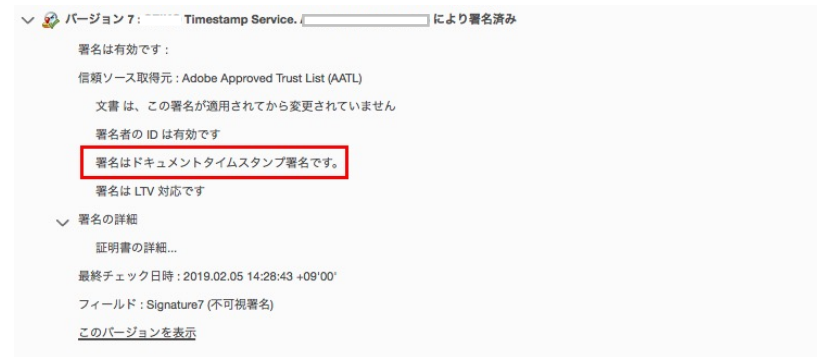 バージョン 7 : Timestamp Service. により署名済み
署名は有効です :
信頼ソース取得元 : Adobe Approved Trust List (AATL)
文書 は、この署名が適用されてから変更されていません
署名者の ID は有効です
署名はドキュメントタイムスタンプ署名です。
署名は LTV 対応です
署名の詳細
証明書の詳細...
最終チェック日時 : 2019.02.05 14:28:43 +09'00'
フィールド : Signature7 (不可視署名)
このバージョンを表示